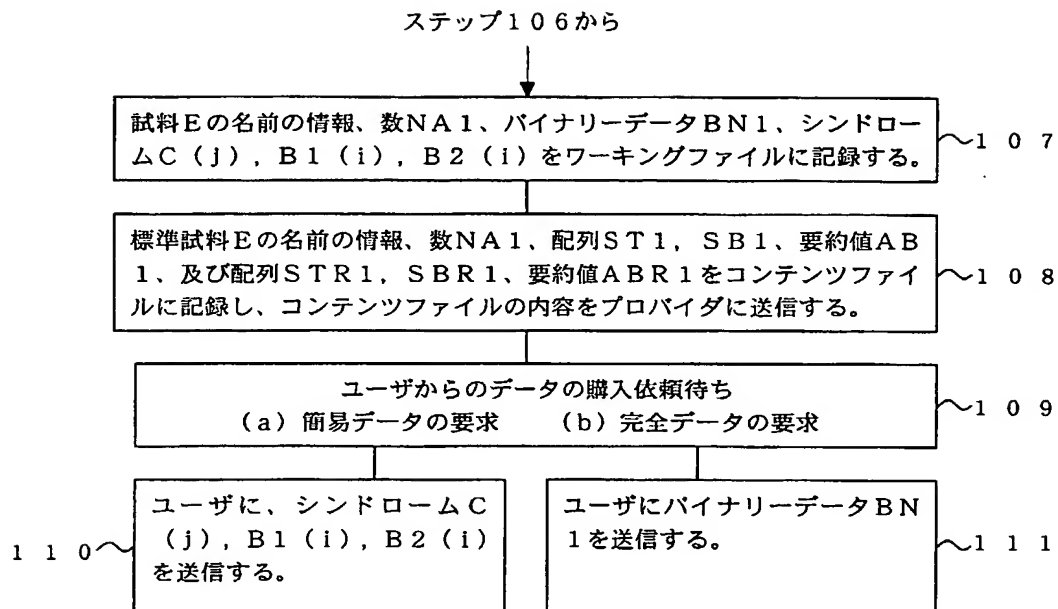 ステップ106から
試料Eの名前の情報、数NA1、バイナリーデータBN1、シンドロー
ムC(j),B1(i),B2(i)をワーキングファイルに記録する。
107
標準試料Eの名前の情報、数NA1、配列ST1,SB1、要約値AB
1、及び配列STR1,SBR1、要約値ABR1をコンテンツファイ
ルに記録し、コンテンツファイルの内容をプロバイダに送信する。
108
ユーザからのデータの購入依頼待ち
(a)簡易データの要求 (b)完全データの要求
109
ユーザに、シンドロームC
(j),B1(i),B2(i)
を送信する。
110
ユーザにバイナリーデータBN
1を送信する。
111